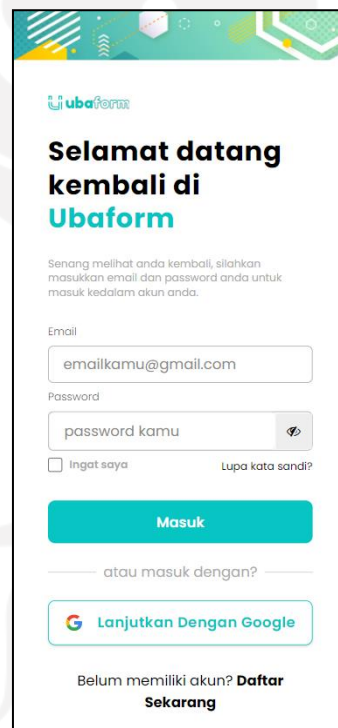 ubaform
Selamat datang
kembali di
Ubaform
Senang melihat anda kembali, silahkan
masukkan email dan password anda untuk
masuk kedalam akun anda.
Email
emailkamu@gmail.com
Password
password kamu
Ingat saya Lupa kata sandi?
Masuk
atau masuk dengan?
Lanjutkan Dengan Google
Belum memiliki akun? Daftar
Sekarang